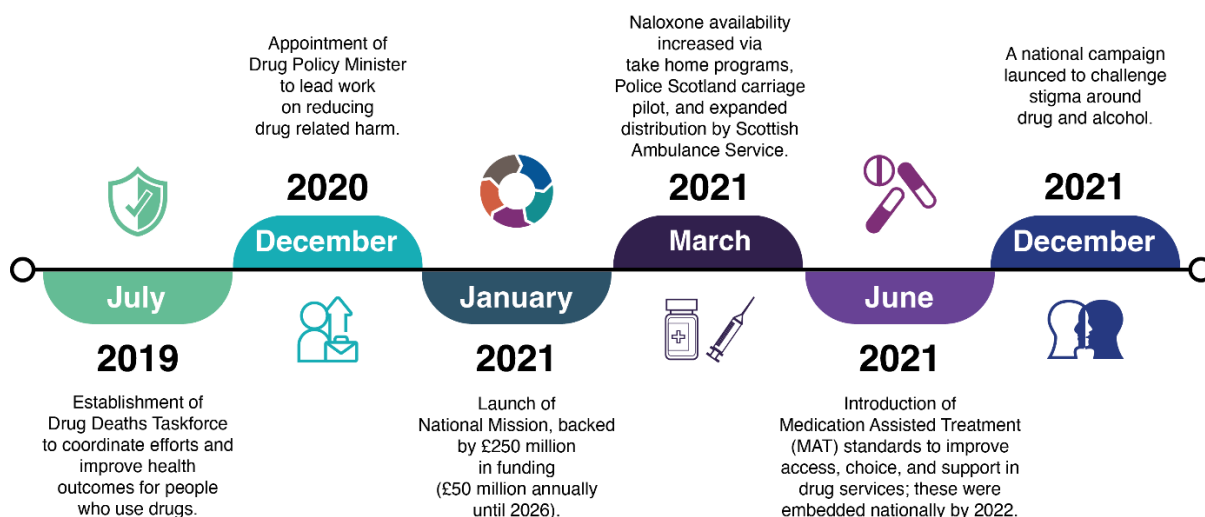 July
2019
Establishment of
Drug Deaths Taskforce
to coordinate efforts and
improve health
outcomes for people
who use drugs.
Appointment of
Drug Policy Minister
to lead work
on reducing
drug related harm.
2020
December
January
2021
Launch of
National Mission, backed
by £250 million
in funding
(£50 million annually
until 2026).
Naloxone availability
increased via
take home programs,
Police Scotland carriage
pilot, and expanded
distribution by Scottish
Ambulance Service.
2021
March
June
2021
Introduction of
Medication Assisted Treatment
(MAT) standards to improve
access, choice, and support in
drug services; these were
embedded nationally by 2022.
A national campaign
launced to challenge
stigma around
drug and alcohol.
2021
December